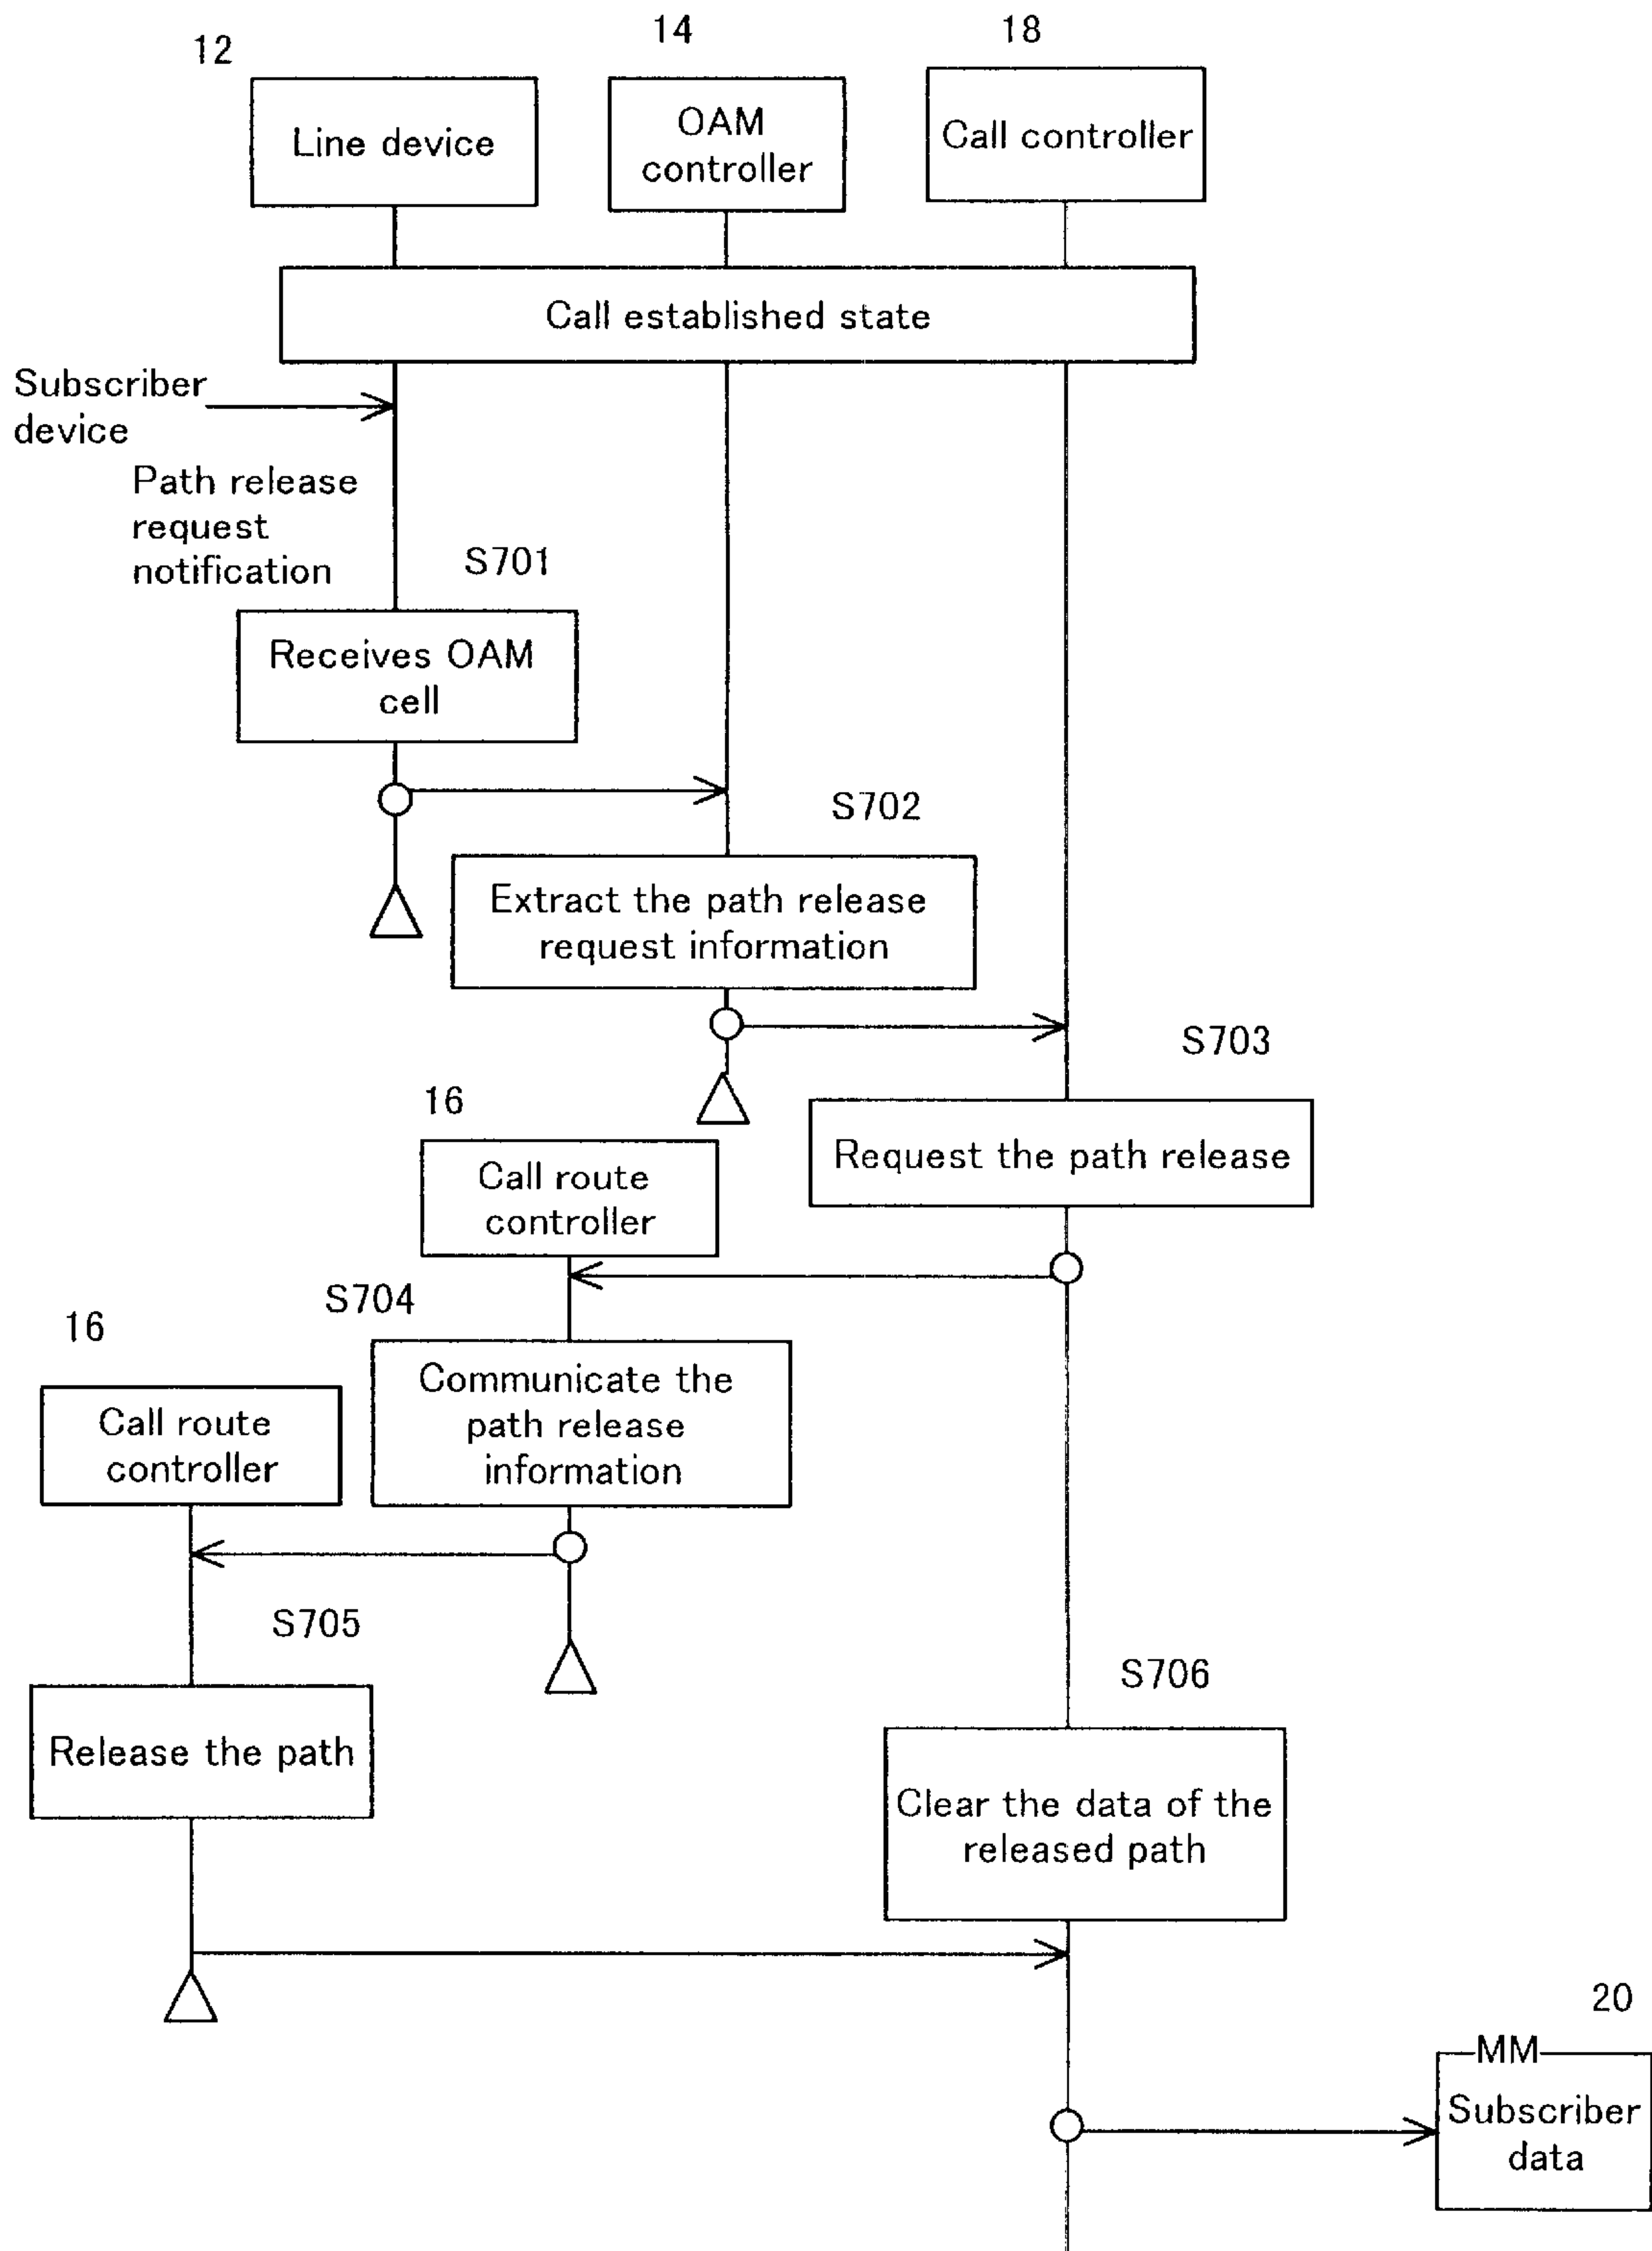 12
14
18
Line device
OAM
controller
Call controller
Call established state
Subscriber
device
Path release
request
notification
S701
Receives OAM
cell
S702
Extract the path release
request information
S703
Request the path release
16
Call route
controller
S704
Communicate the
path release
information
16
Call route
controller
S705
Release the path
S706
Clear the data of the
released path
20
MM
Subscriber
data